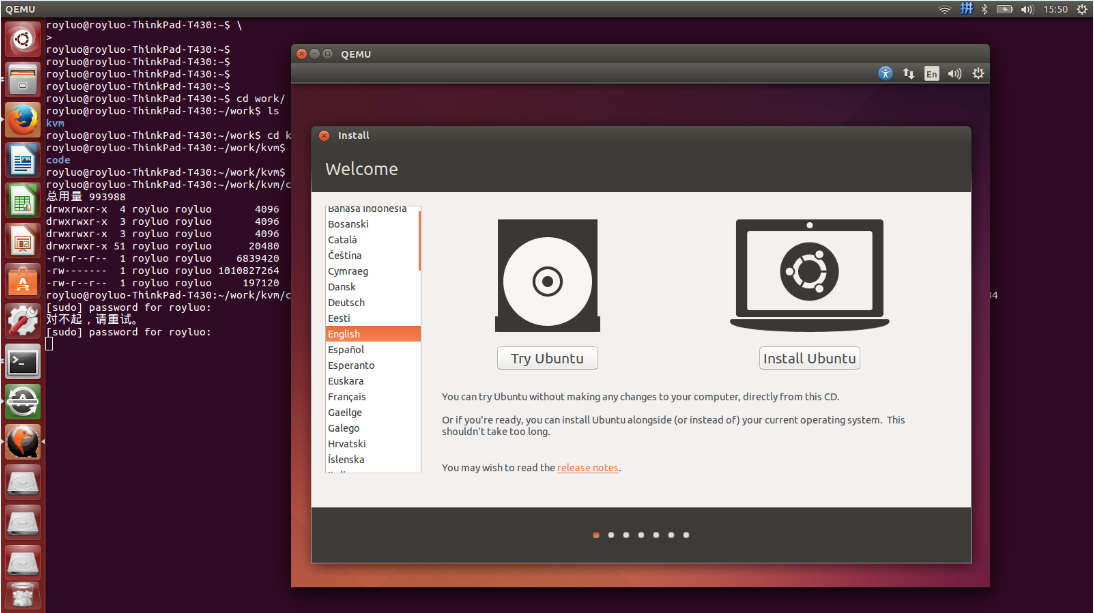 QEMU
15:50
royluo@royluo-ThinkPad-T430:~$ \
>
royluo@royluo-ThinkPad-T430:~$
royluo@royluo-ThinkPad-T430:~$
royluo@royluo-ThinkPad-T430:~$
royluo@royluo-ThinkPad-T430:~$
royluo@royluo-ThinkPad-T430:~$ cd work/
royluo@royluo-ThinkPad-T430:~/work$ ls
kvm
royluo@royluo-ThinkPad-T430:~/work$ cd k
royluo@royluo-ThinkPad-T430:~/work/kvm$
code
royluo@royluo-ThinkPad-T430:~/work/kvm$
royluo@royluo-ThinkPad-T430:~/work/kvm/c
总用量 993988
drwxrwxr-x 4 royluo royluo 4096
drwxrwxr-x 3 royluo royluo 4096
drwxrwxr-x 3 royluo royluo 4096
drwxrwxr-x 51 royluo royluo 20480
-rw-r--r-- 1 royluo royluo 6839420
-rw------- 1 royluo royluo 1010827264
-rw-r--r-- 1 royluo royluo 197120
royluo@royluo-ThinkPad-T430:~/work/kvm/c
[sudo] password for royluo:
对不起，请重试。
[sudo] password for royluo:
QEMU
En
Install
Welcome
Bahasa Indonesia
Bosanski
Català
Čeština
Cymraeg
Dansk
Deutsch
Eesti
English
Español
Esperanto
Euskara
Français
Gaeilge
Galego
Hrvatski
Íslenska
Try Ubuntu
Install Ubuntu
You can try Ubuntu without making any changes to your computer, directly from this CD.
Or if you're ready, you can install Ubuntu alongside (or instead of) your current operating system. This
shouldn't take too long.
You may wish to read the release notes.